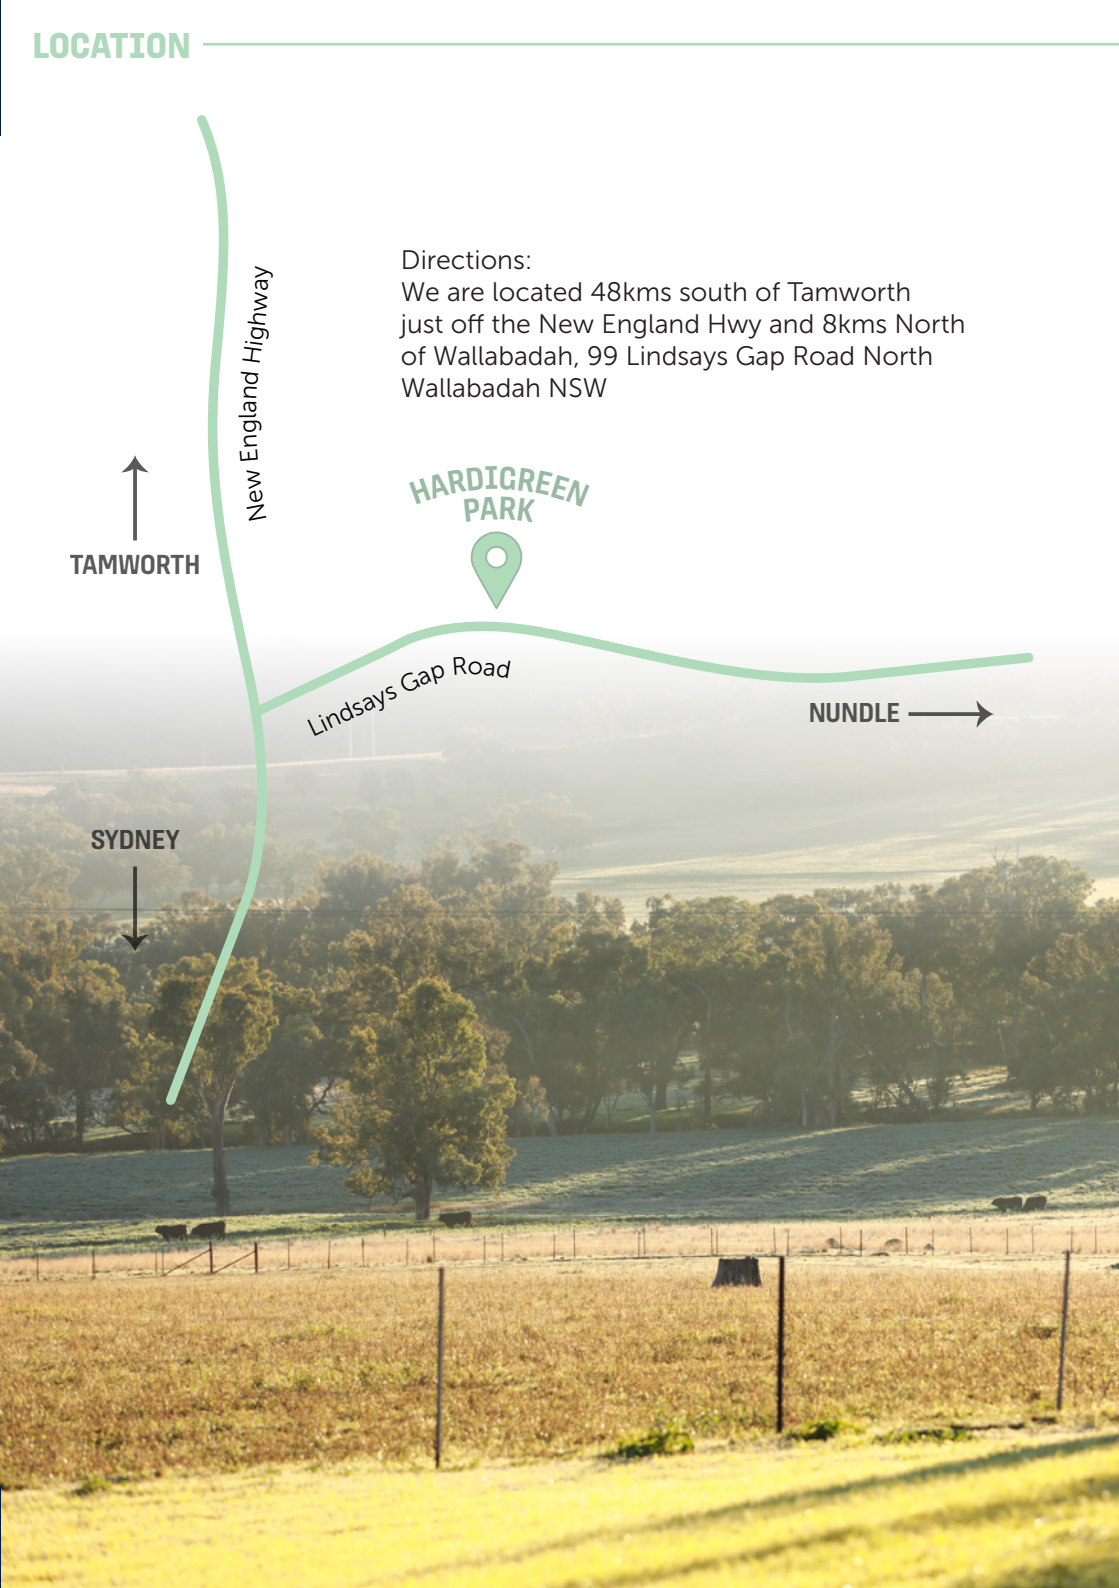 LOCATION
New England Highway
Directions:
We are located 48kms south of Tamworth
just off the New England Hwy and 8kms North
of Wallabadah, 99 Lindsays Gap Road North
Wallabadah NSW
HARDIGREEN
PARK
TAMWORTH
Lindsays Gap Road
NUNDLE
SYDNEY